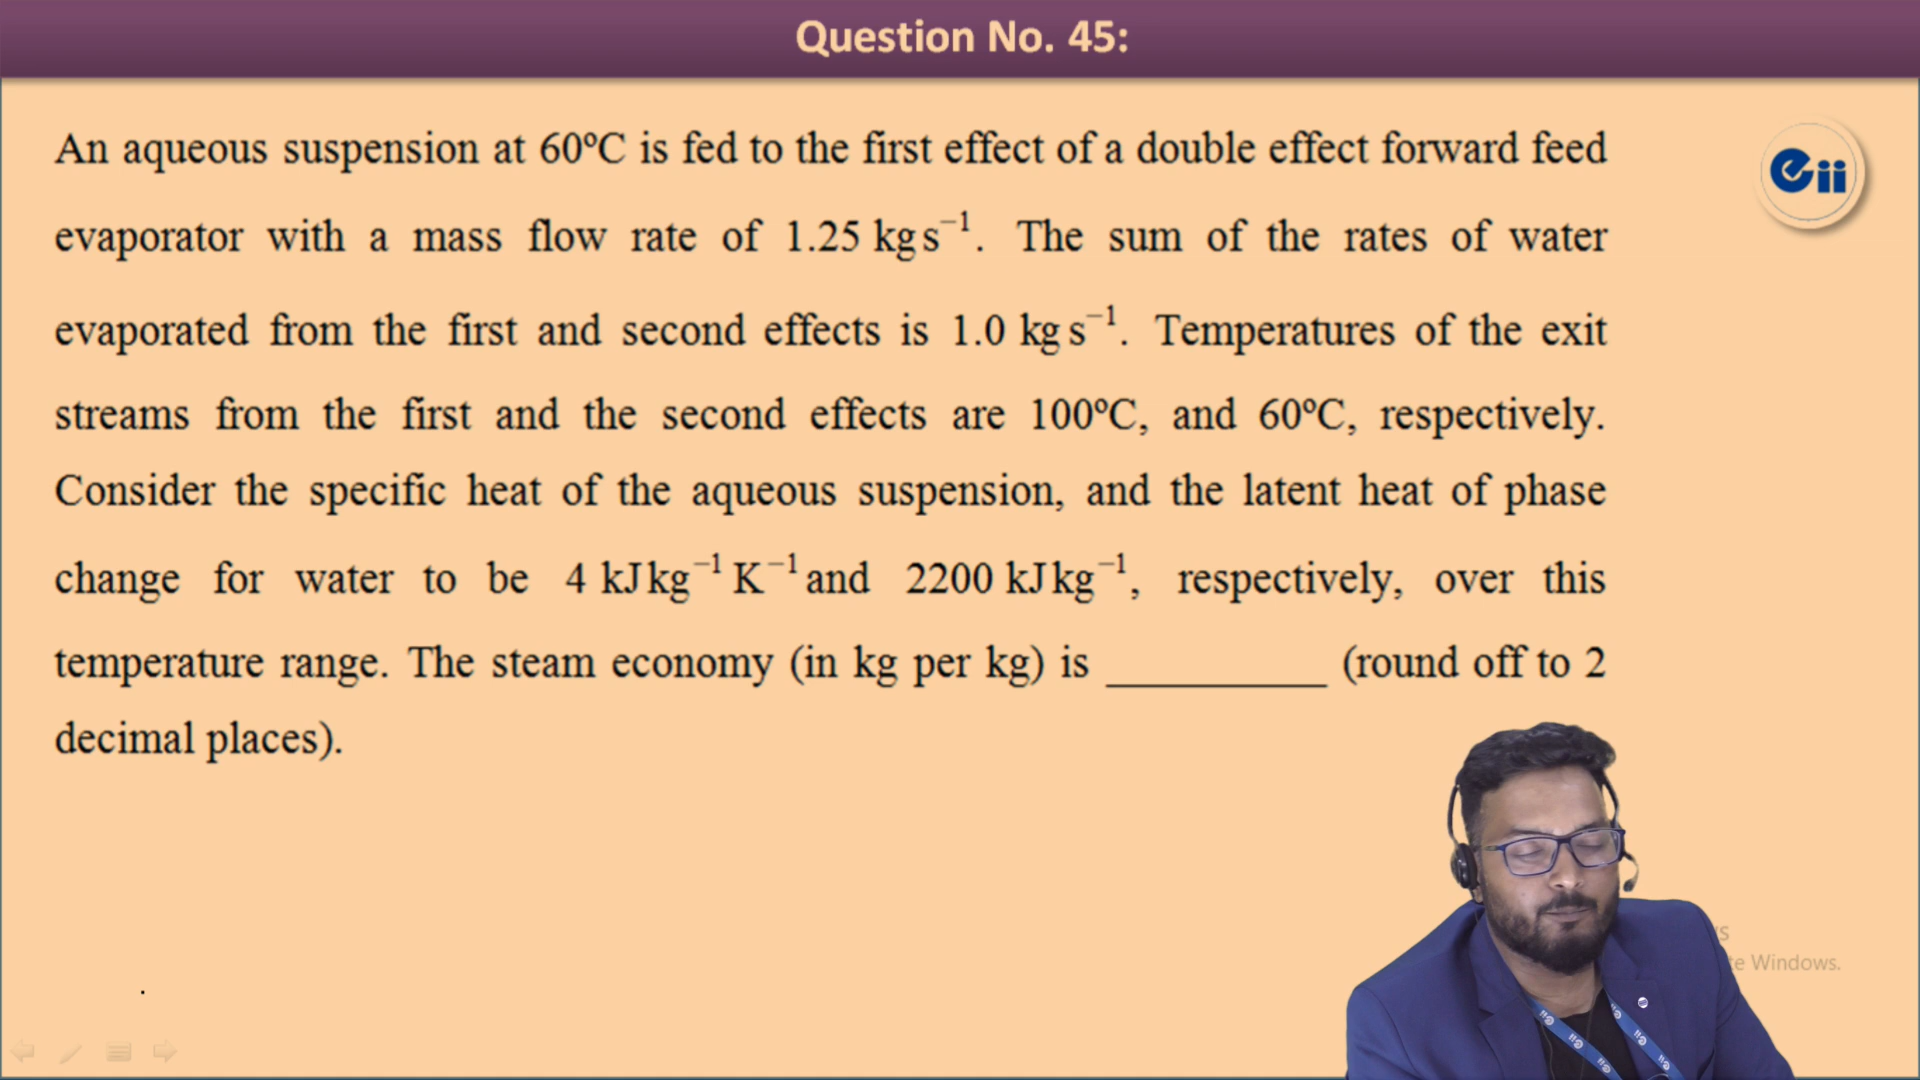 Question No. 45:
An aqueous suspension at 60ºC is fed to the first effect of a double effect forward feed
evaporator with a mass flow rate of 1.25 kg s⁻¹. The sum of the rates of water
evaporated from the first and second effects is 1.0 kg s⁻¹. Temperatures of the exit
streams from the first and the second effects are 100ºC, and 60ºC, respectively.
Consider the specific heat of the aqueous suspension, and the latent heat of phase
change for water to be 4 kJ kg⁻¹ K⁻¹ and 2200 kJ kg⁻¹, respectively, over this
temperature range. The steam economy (in kg per kg) is __________ (round off to 2
decimal places).
eii
Windows.